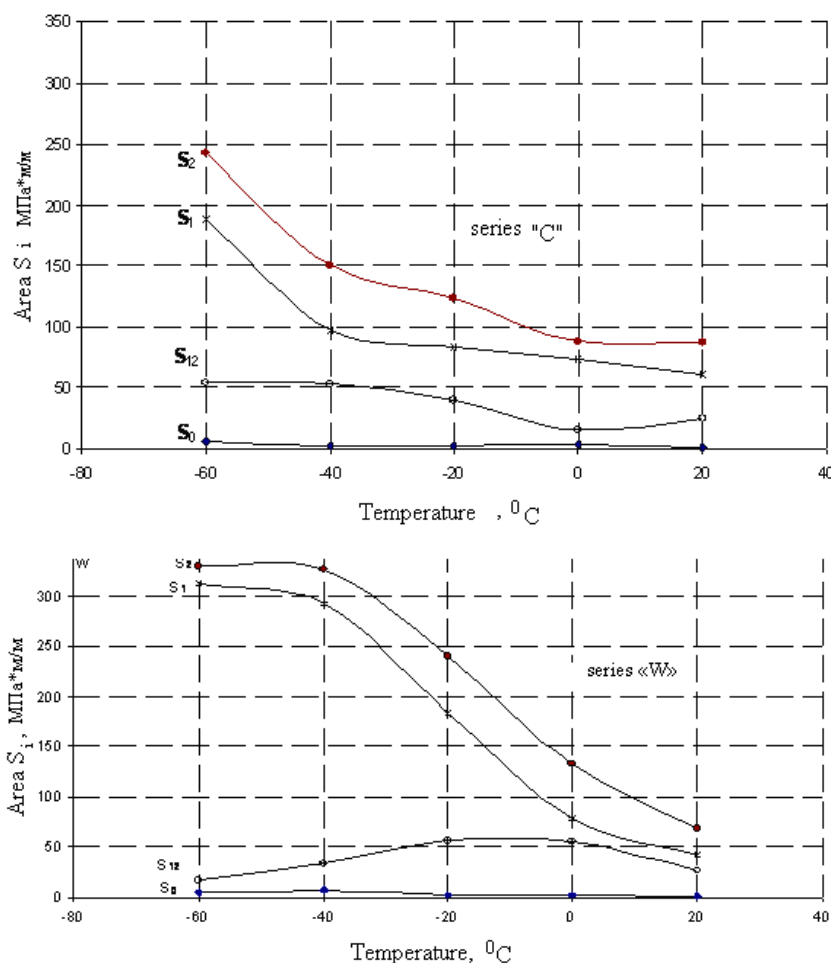 350
300
250
200
150
100
50
0
Area S i МПа*м/м
S2
S1
S12
S0
series "C"
-80 -60 -40 -20 0 20 40
Temperature , 0C
W
S2
S1
300
250
200
150
100
50
0
Area Si, МПа*м/м
series «W»
S12
S0
-80 -60 -40 -20 0 20 40
Temperature, 0C